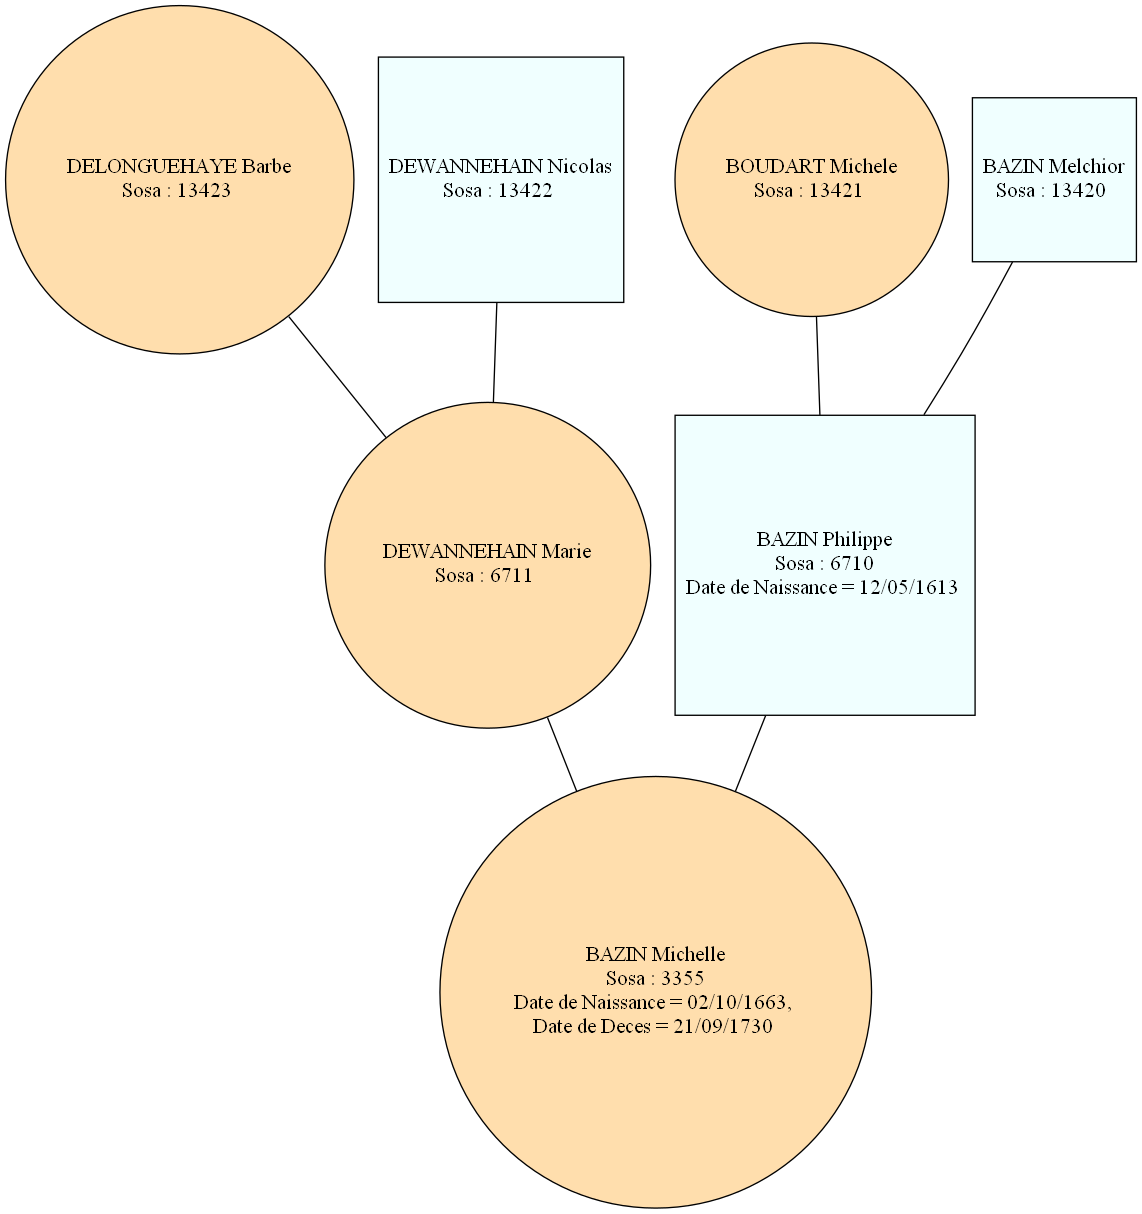 DELONGUEHAYE Barbe
Sosa : 13423
DEWANNEHAIN Nicolas
Sosa : 13422
BOUDART Michele
Sosa : 13421
BAZIN Melchior
Sosa : 13420
DEWANNEHAIN Marie
Sosa : 6711
BAZIN Philippe
Sosa : 6710
Date de Naissance = 12/05/1613
BAZIN Michelle
Sosa : 3355
Date de Naissance = 02/10/1663,
Date de Deces = 21/09/1730